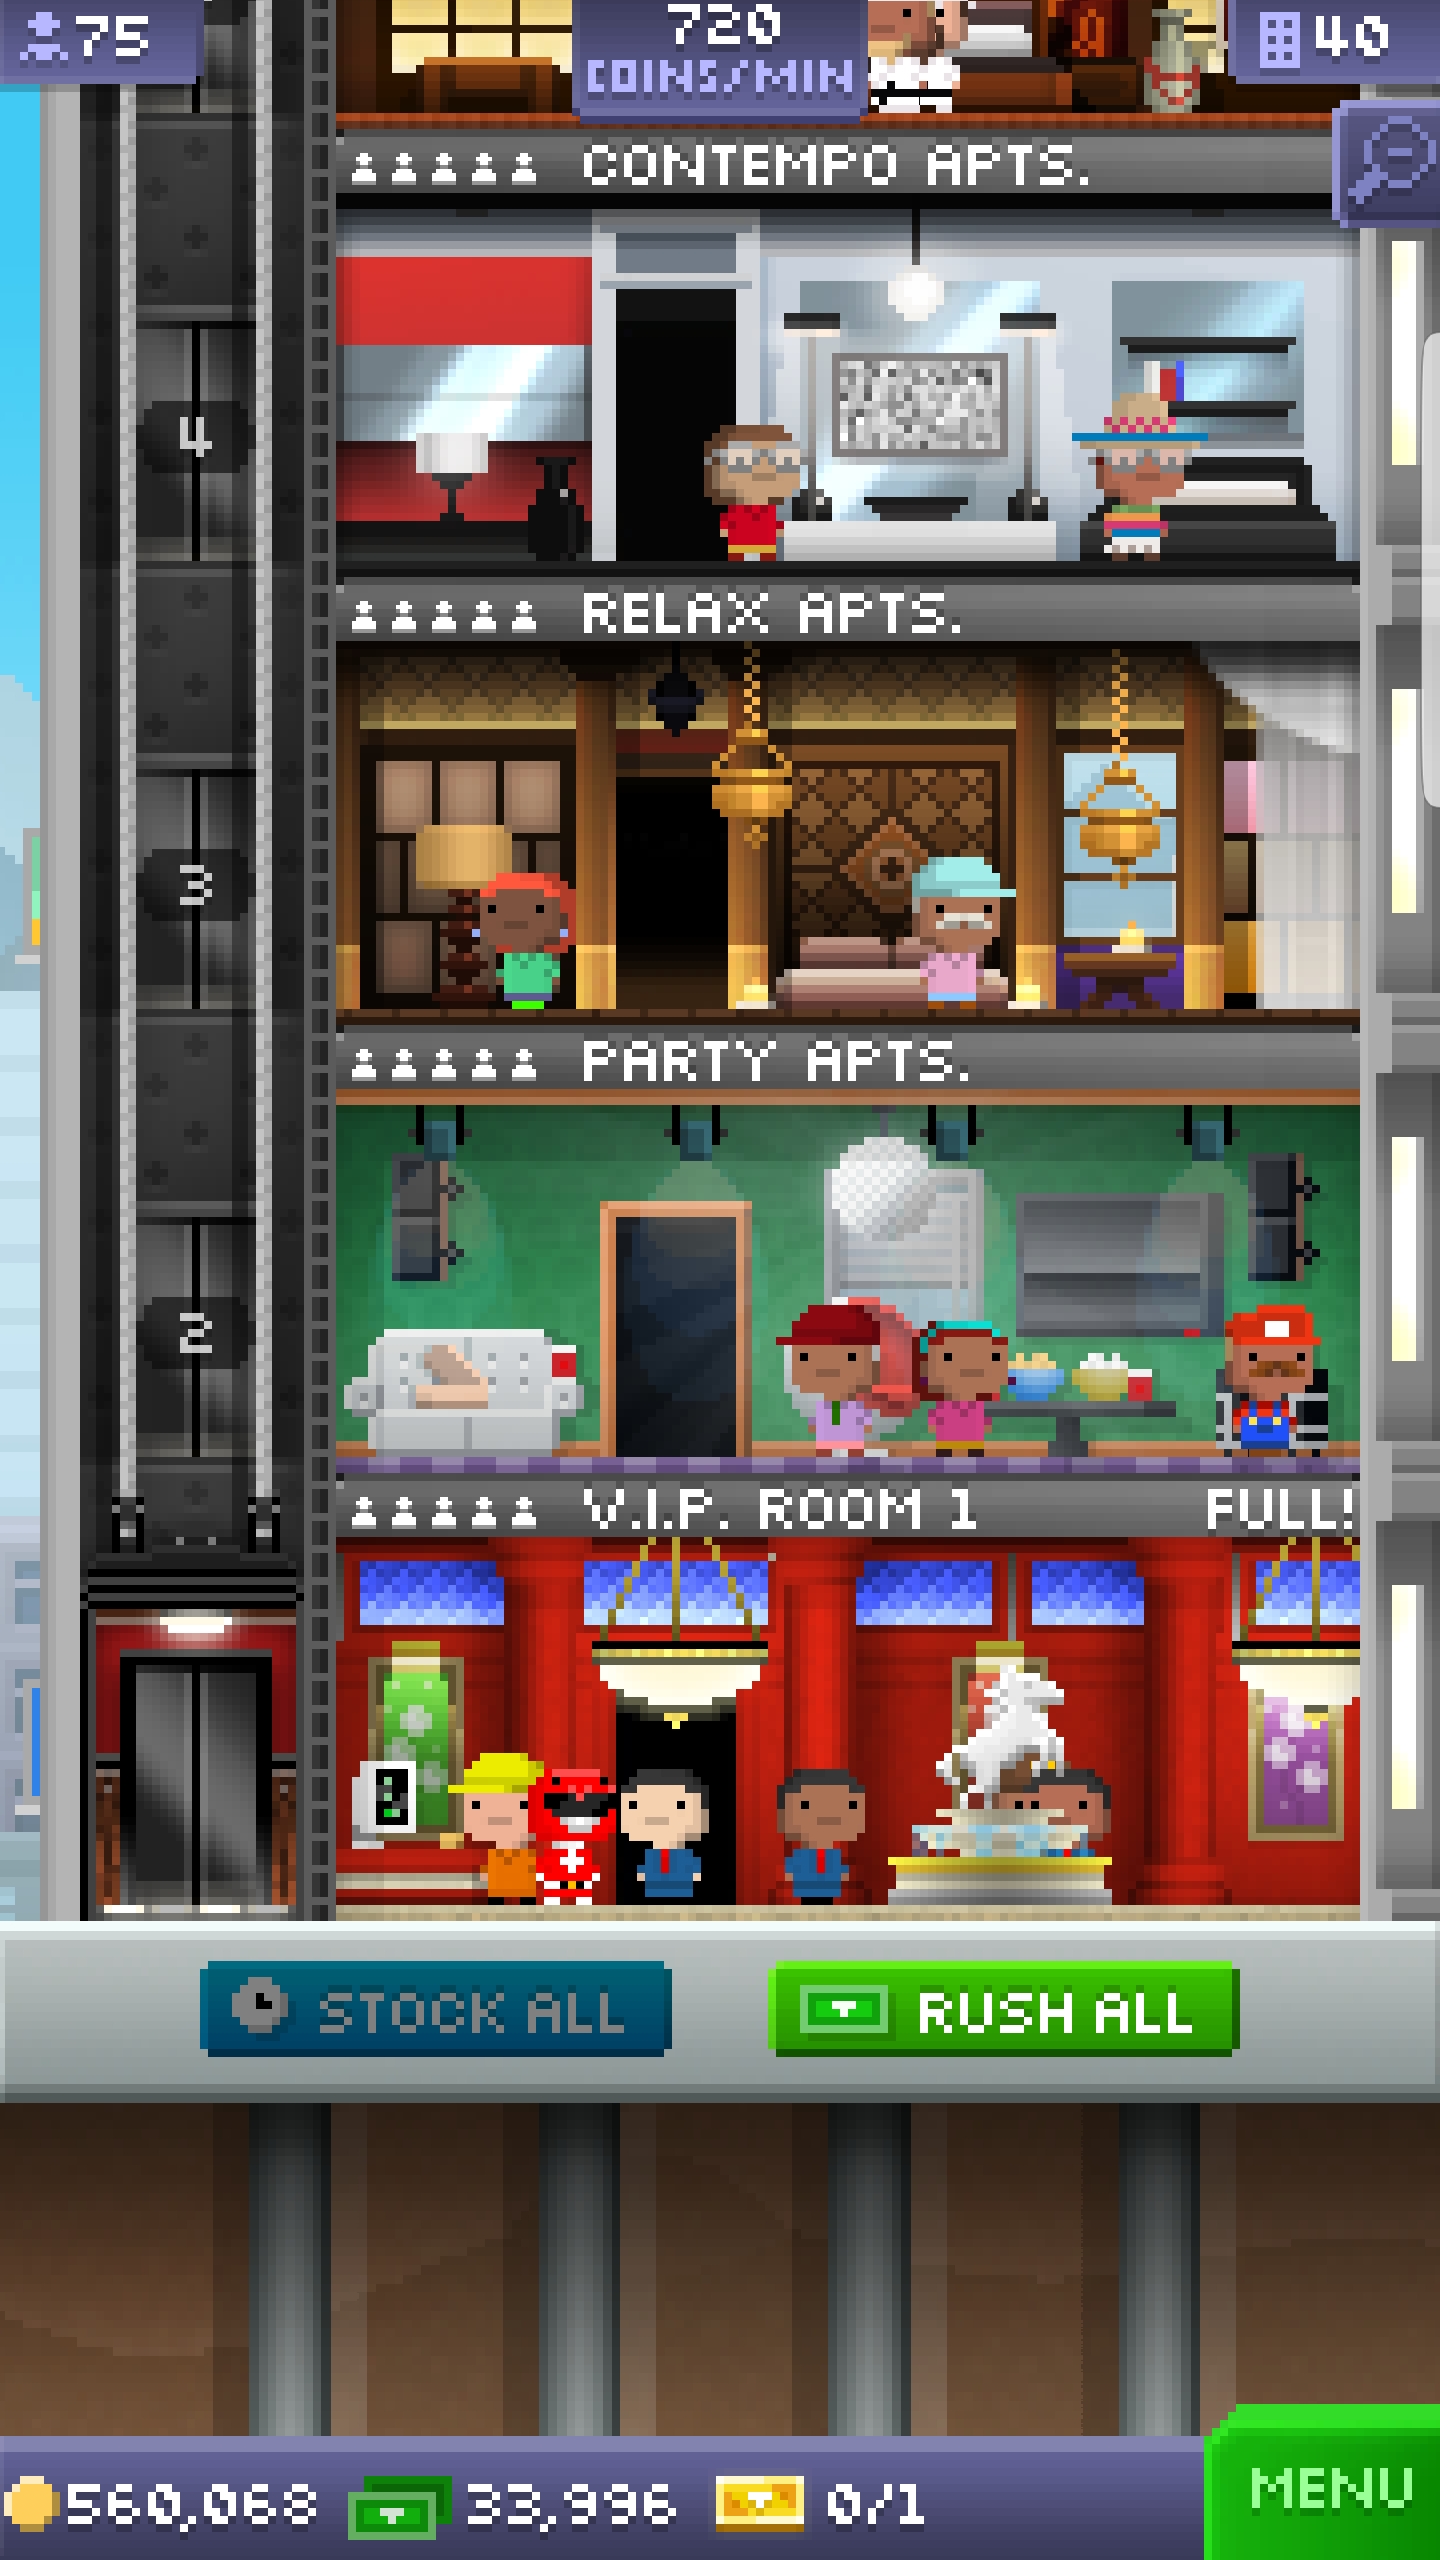 75
720
COINS/MIN
40
CONTEMPO APTS.
4
RELAX APTS.
3
PARTY APTS.
2
V.I.P. ROOM 1 FULL!
STOCK ALL
RUSH ALL
560,068
33,996
0/1
MENU